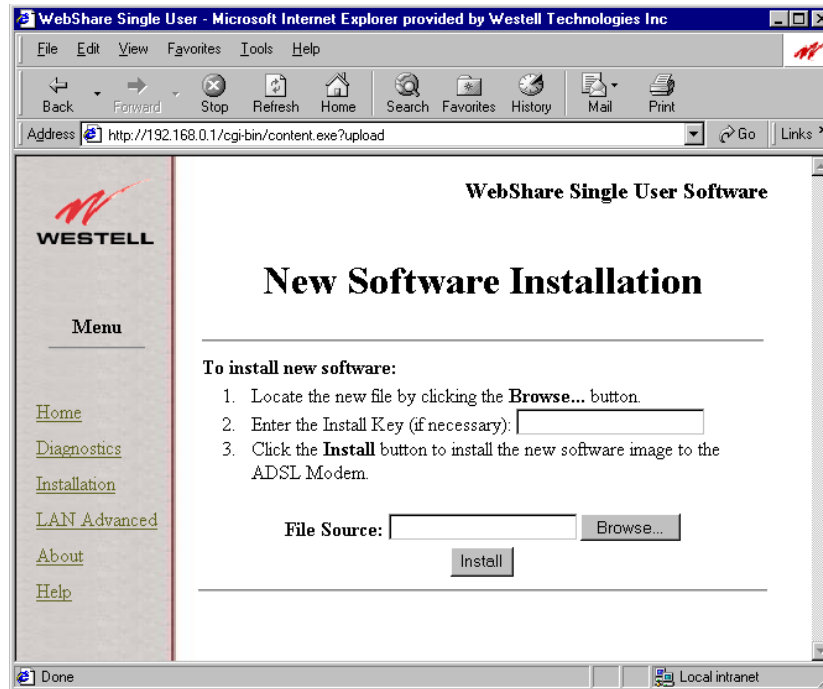 WebShare Single User - Microsoft Internet Explorer provided by Westell Technologies Inc
File Edit View Favorites Tools Help
Back Forward Stop Refresh Home Search Favorites History Mail Print
Address http://192.168.0.1/cgi-bin/content.exe?upload Go Links
WESTELL
Menu
Home
Diagnostics
Installation
LAN Advanced
About
Help
WebShare Single User Software
New Software Installation
To install new software:
1. Locate the new file by clicking the Browse... button.
2. Enter the Install Key (if necessary):
3. Click the Install button to install the new software image to the
ADSL Modem.
File Source: Browse...
Install
Done Local intranet